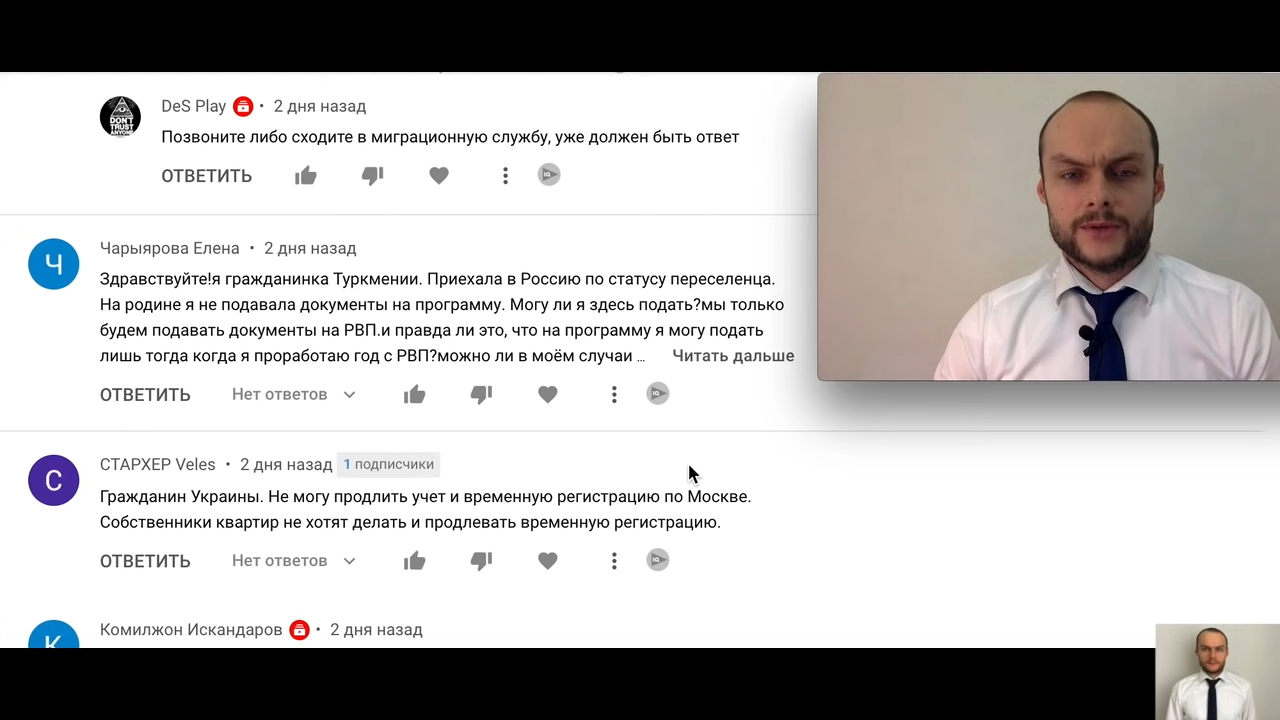 DON'T
TRUST
ANYONE
DeS Play • 2 дня назад
Позвоните либо сходите в миграционную службу, уже должен быть ответ
ОТВЕТИТЬ
Ч
Чарыярова Елена • 2 дня назад
Здравствуйте!я гражданинка Туркмении. Приехала в Россию по статусу переселенца.
На родине я не подавала документы на программу. Могу ли я здесь подать?мы только
будем подавать документы на РВП.и правда ли это, что на программу я могу подать
лишь тогда когда я проработаю год с РВП?можно ли в моём случаи ... Читать дальше
ОТВЕТИТЬ Нет ответов
С
СТАРХЕР Veles • 2 дня назад 1 подписчики
Гражданин Украины. Не могу продлить учет и временную регистрацию по Москве.
Собственники квартир не хотят делать и продлевать временную регистрацию.
ОТВЕТИТЬ Нет ответов
К
Комилжон Искандаров • 2 дня назад